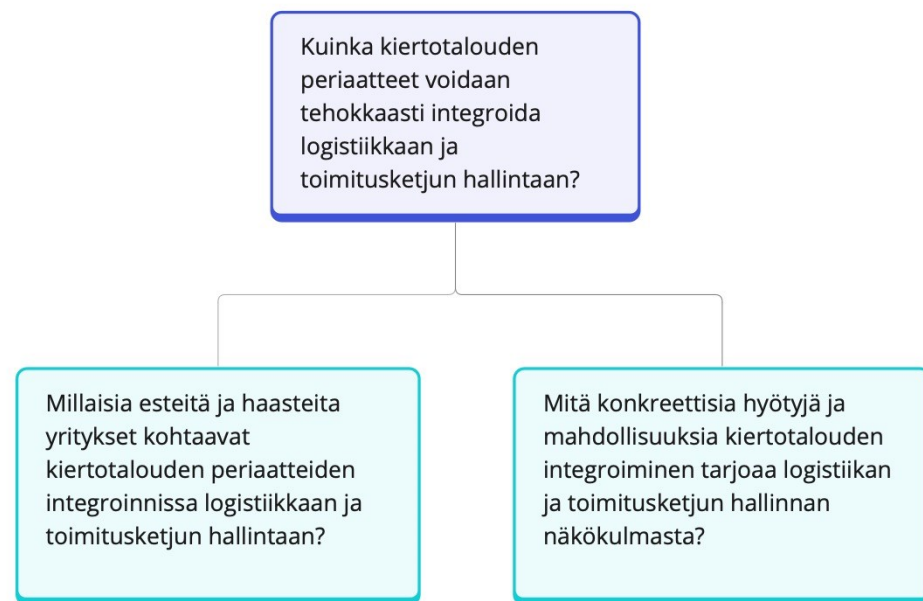 Kuinka kiertotalouden
periaatteet voidaan
tehokkaasti integroida
logistiikkaan ja
toimitusketjun hallintaan?
Millaisia esteitä ja haasteita
yritykset kohtaavat
kiertotalouden periaatteiden
integroinnissa logistiikkaan ja
toimitusketjun hallintaan?
Mitä konkreettisia hyötyjä ja
mahdollisuuksia kiertotalouden
integroiminen tarjoaa logistiikan
ja toimitusketjun hallinnan
näkökulmasta?